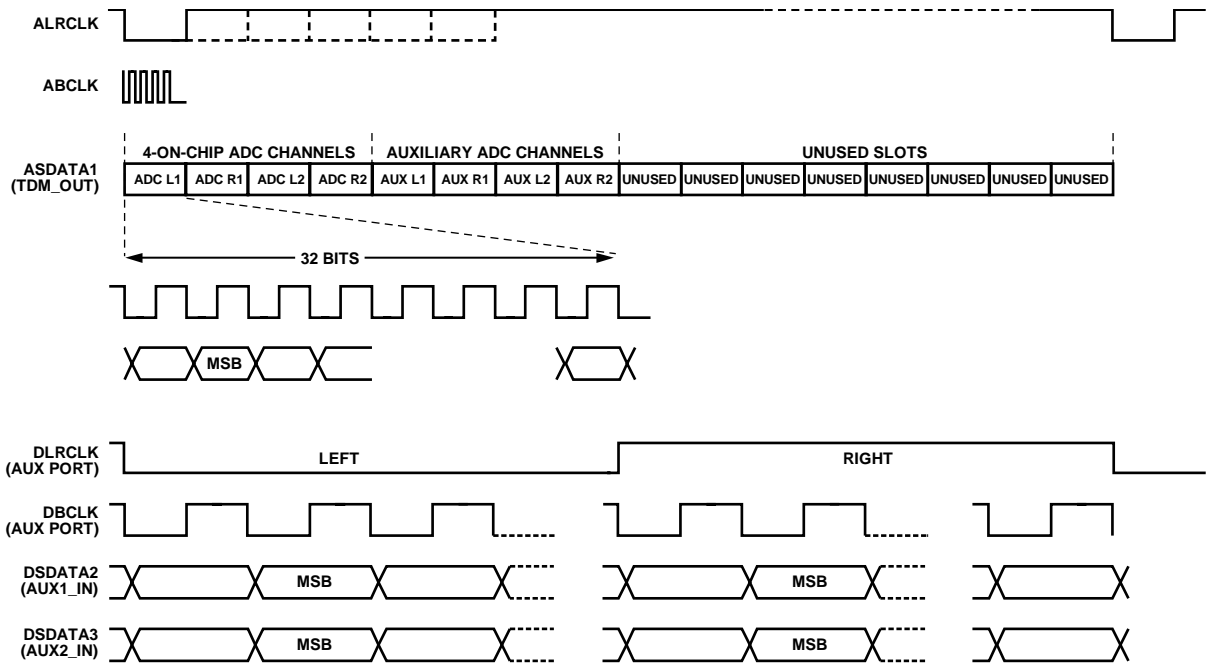 ALRCLK
ABCLK
4-ON-CHIP ADC CHANNELS AUXILIARY ADC CHANNELS UNUSED SLOTS
ASDATA1
(TDM_OUT)
ADC L1 ADC R1 ADC L2 ADC R2 AUX L1 AUX R1 AUX L2 AUX R2 UNUSED UNUSED UNUSED UNUSED UNUSED UNUSED UNUSED UNUSED
32 BITS
MSB
DLRCLK
(AUX PORT)
LEFT RIGHT
DBCLK
(AUX PORT)
DSDATA2
(AUX1_IN)
MSB MSB
DSDATA3
(AUX2_IN)
MSB MSB